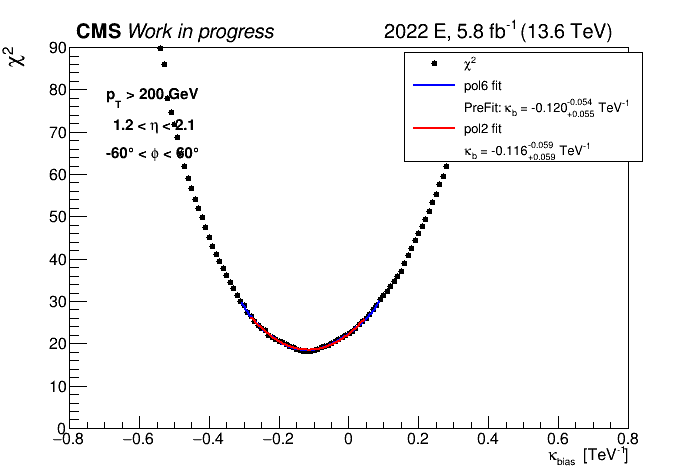 CMS Work in progress 2022 E, 5.8 fb⁻¹ (13.6 TeV)
χ²
90
80
70
60
50
40
30
20
10
0
p_T > 200 GeV
1.2 < η < 2.1
-60° < φ < 60°
χ²
pol6 fit
PreFit: κ_b = -0.120^{-0.054}_{+0.055} TeV⁻¹
pol2 fit
κ_b = -0.116^{-0.059}_{+0.059} TeV⁻¹
−0.8 −0.6 −0.4 −0.2 0 0.2 0.4 0.6 0.8
κ_bias [TeV⁻¹]